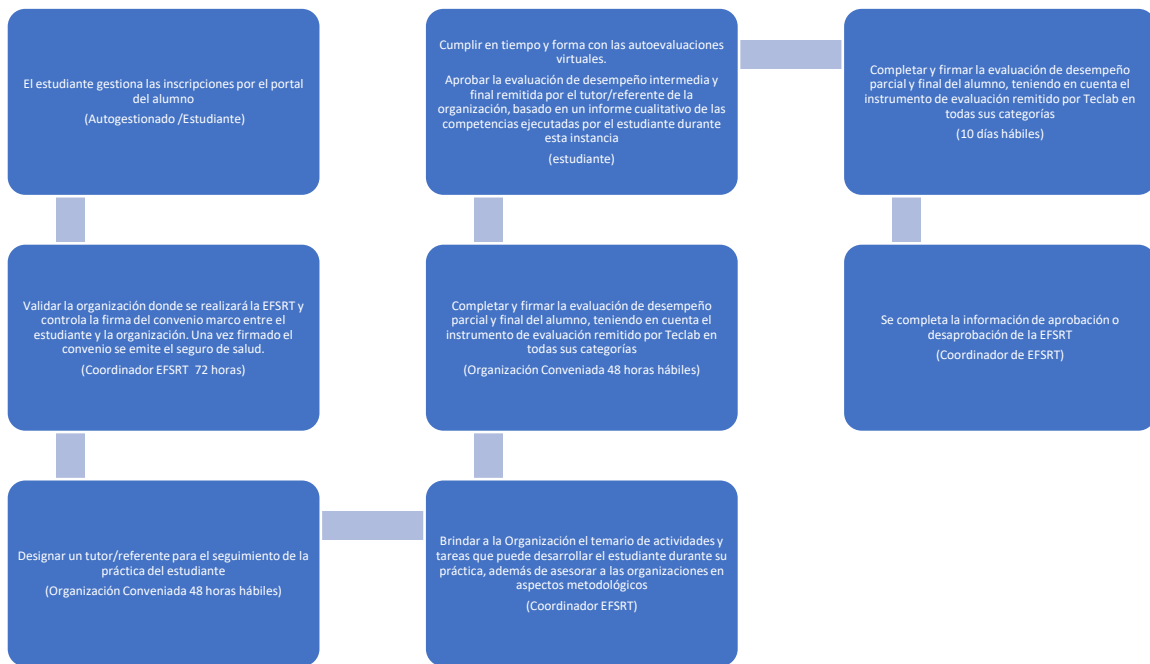 El estudiante gestiona las inscripciones por el portal
del alumno
(Autogestionado /Estudiante)
Validar la organización donde se realizará la EFSRT y
controla la firma del convenio marco entre el
estudiante y la organización. Una vez firmado el
convenio se emite el seguro de salud.
(Coordinador EFSRT 72 horas)
Designar un tutor/referente para el seguimiento de la
práctica del estudiante
(Organización Conveniada 48 horas hábiles)
Brindar a la Organización el temario de actividades y
tareas que puede desarrollar el estudiante durante su
práctica, además de asesorar a las organizaciones en
aspectos metodológicos
(Coordinador EFSRT)
Completar y firmar la evaluación de desempeño
parcial y final del alumno, teniendo en cuenta el
instrumento de evaluación remitido por Teclab en
todas sus categorías
(Organización Conveniada 48 horas hábiles)
Cumplir en tiempo y forma con las autoevaluaciones
virtuales.
Aprobar la evaluación de desempeño intermedia y
final remitida por el tutor/referente de la
organización, basado en un informe cualitativo de las
competencias ejecutadas por el estudiante durante
esta instancia
(estudiante)
Completar y firmar la evaluación de desempeño
parcial y final del alumno, teniendo en cuenta el
instrumento de evaluación remitido por Teclab en
todas sus categorías
(10 días hábiles)
Se completa la información de aprobación o
desaprobación de la EFSRT
(Coordinador de EFSRT)